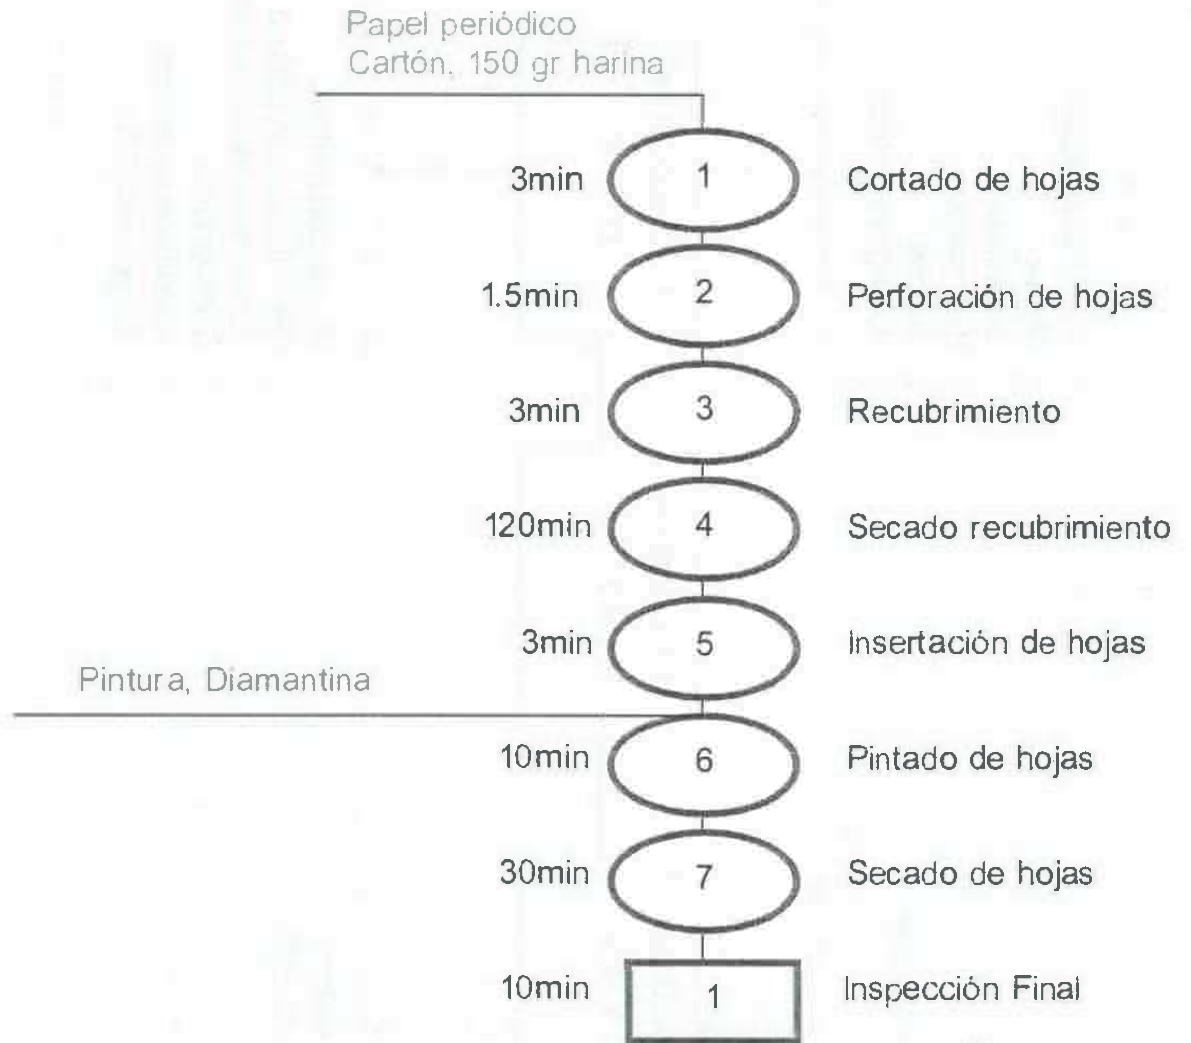 Papel periódico
Cartón. 150 gr harina
3min 1 Cortado de hojas
1.5min 2 Perforación de hojas
3min 3 Recubrimiento
120min 4 Secado recubrimiento
3min 5 Insertación de hojas
Pintura, Diamantina
10min 6 Pintado de hojas
30min 7 Secado de hojas
10min 1 Inspección Final